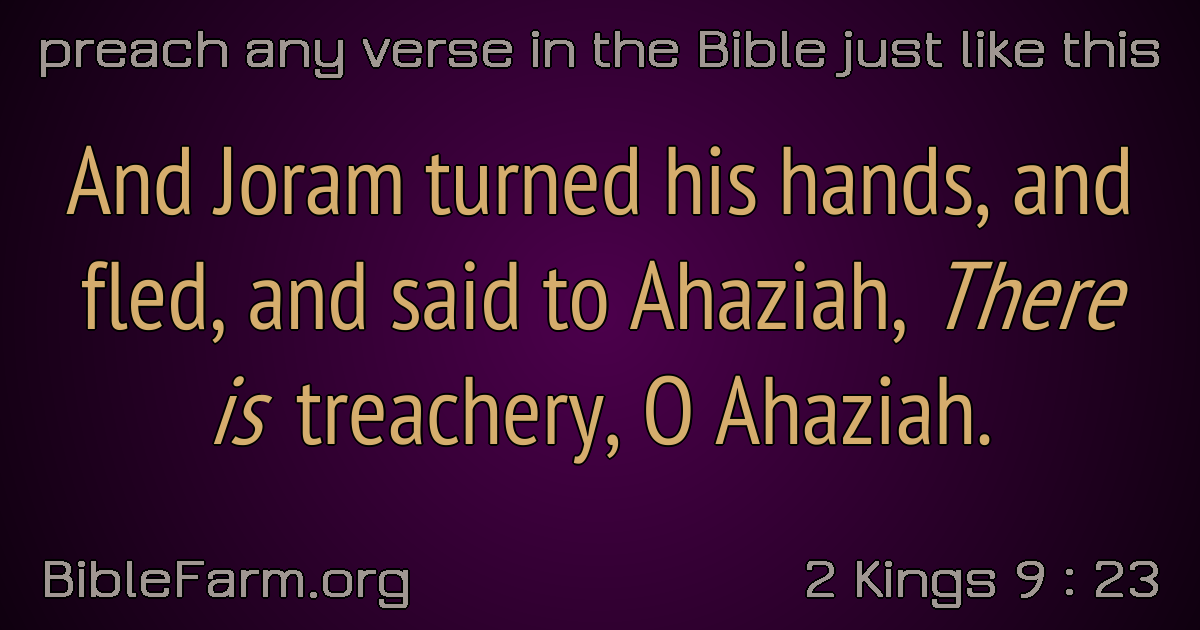 preach any verse in the Bible just like this
And Joram turned his hands, and
fled, and said to Ahaziah, There
is treachery, O Ahaziah.
BibleFarm.org
2 Kings 9 : 23